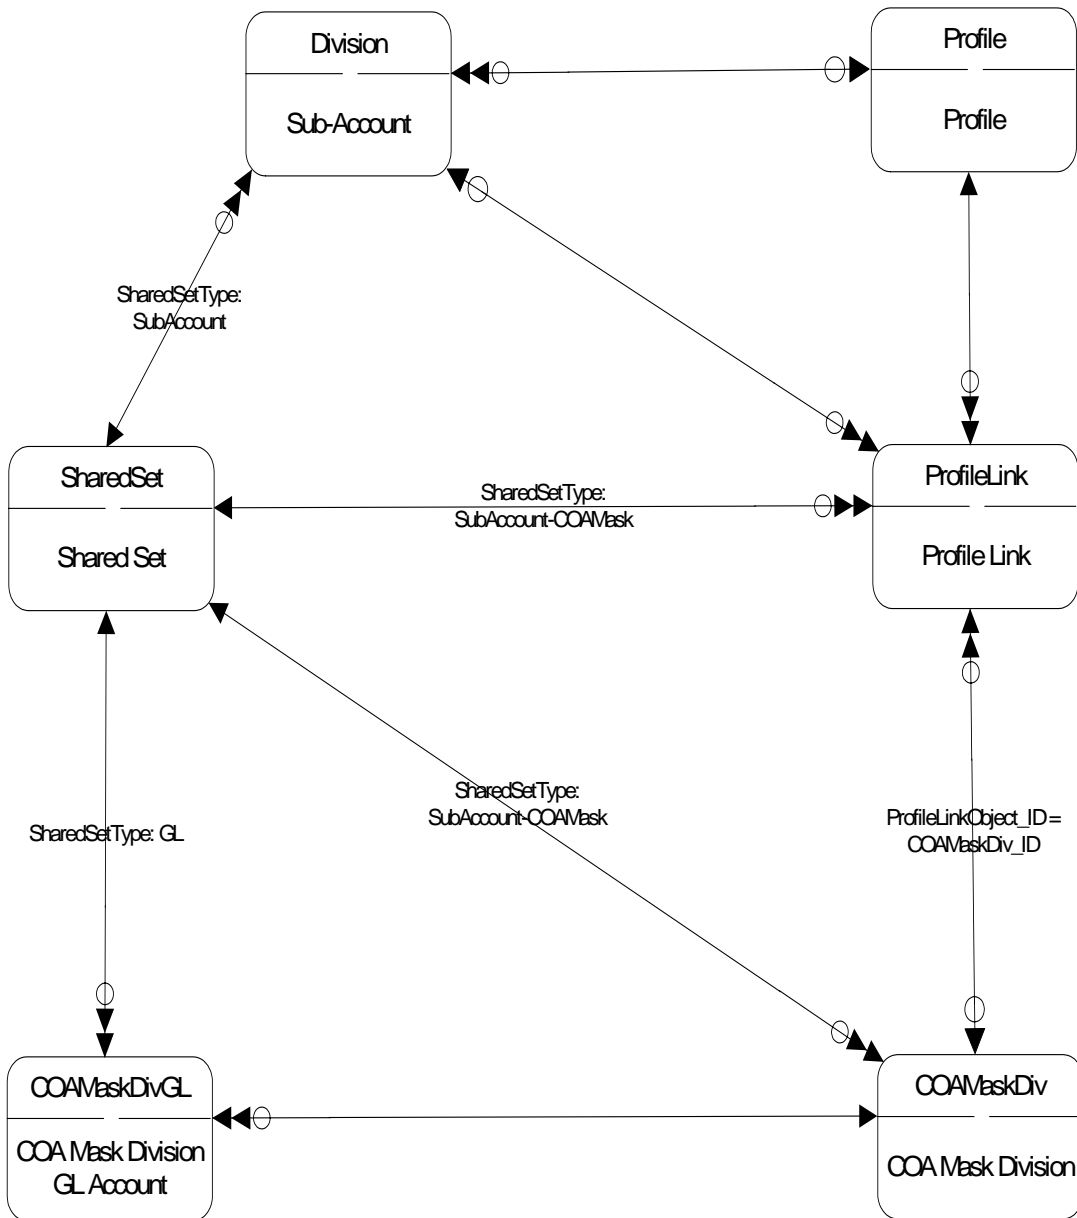 Division
Sub-Account
Profile
Profile
SharedSetType:
SubAccount
SharedSet
Shared Set
SharedSetType:
SubAccount-COAMask
ProfileLink
Profile Link
SharedSetType:
SubAccount-COAMask
SharedSetType: GL
ProfileLinkObject_ID =
COAMaskDiv_ID
COAMaskDivGL
COA Mask Division
GL Account
COAMaskDiv
COA Mask Division